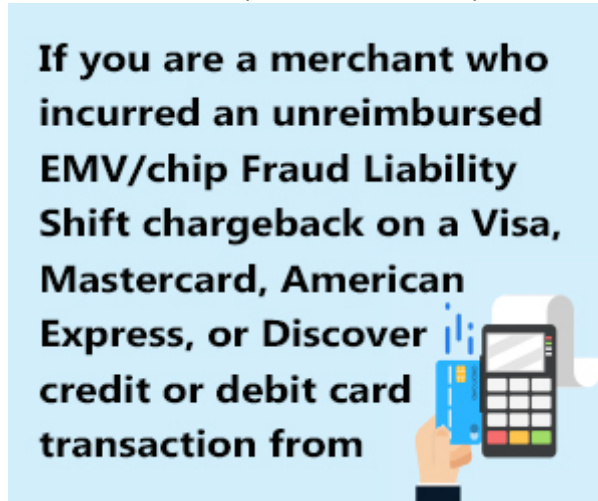 If you are a merchant who
incurred an unreimbursed
EMV/chip Fraud Liability
Shift chargeback on a Visa,
Mastercard, American
Express, or Discover
credit or debit card
transaction from